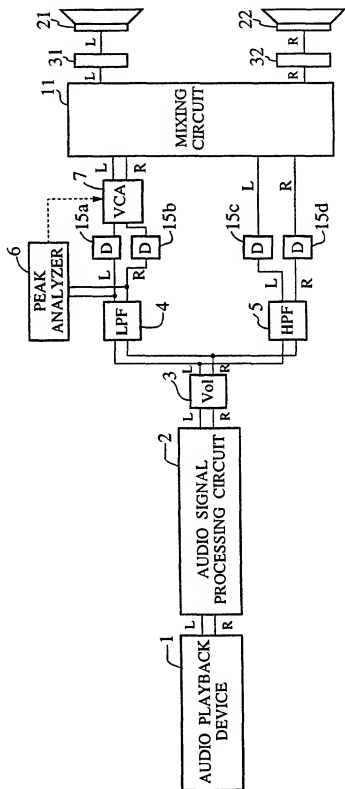 1
AUDIO PLAYBACK
DEVICE
L
R
2
AUDIO SIGNAL
PROCESSING CIRCUIT
L
R
3
Vol
L
R
6
PEAK
ANALYZER
LPF
4
L
R
15a
D
D
15b
7
VCA
L
R
5
HPF
L
R
15c
D
D
15d
L
R
11
MIXING
CIRCUIT
L
31
L
21
R
32
R
22